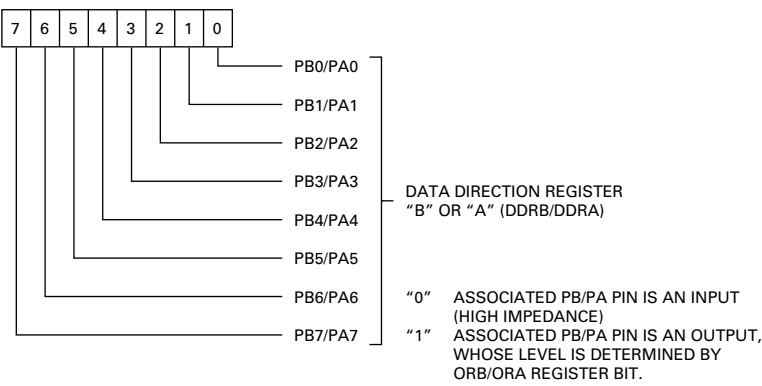 7 6 5 4 3 2 1 0
PB0/PA0
PB1/PA1
PB2/PA2
PB3/PA3
PB4/PA4
PB5/PA5
PB6/PA6
PB7/PA7
DATA DIRECTION REGISTER
“B” OR “A” (DDRB/DDRA)
“0” ASSOCIATED PB/PA PIN IS AN INPUT
(HIGH IMPEDANCE)
“1” ASSOCIATED PB/PA PIN IS AN OUTPUT,
WHOSE LEVEL IS DETERMINED BY
ORB/ORA REGISTER BIT.